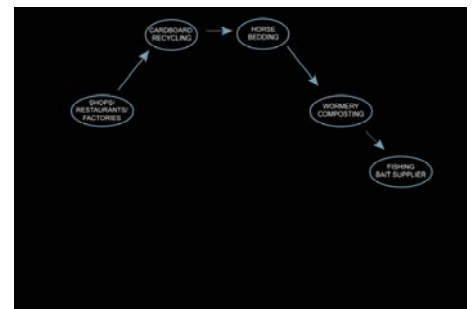 CARDBOARD
RECYCLING
HORSE
BEDDING
SHOPS/
RESTAURANTS/
FACTORIES
WORMERY
COMPOSTING
FISHING
BAIT SUPPLIER